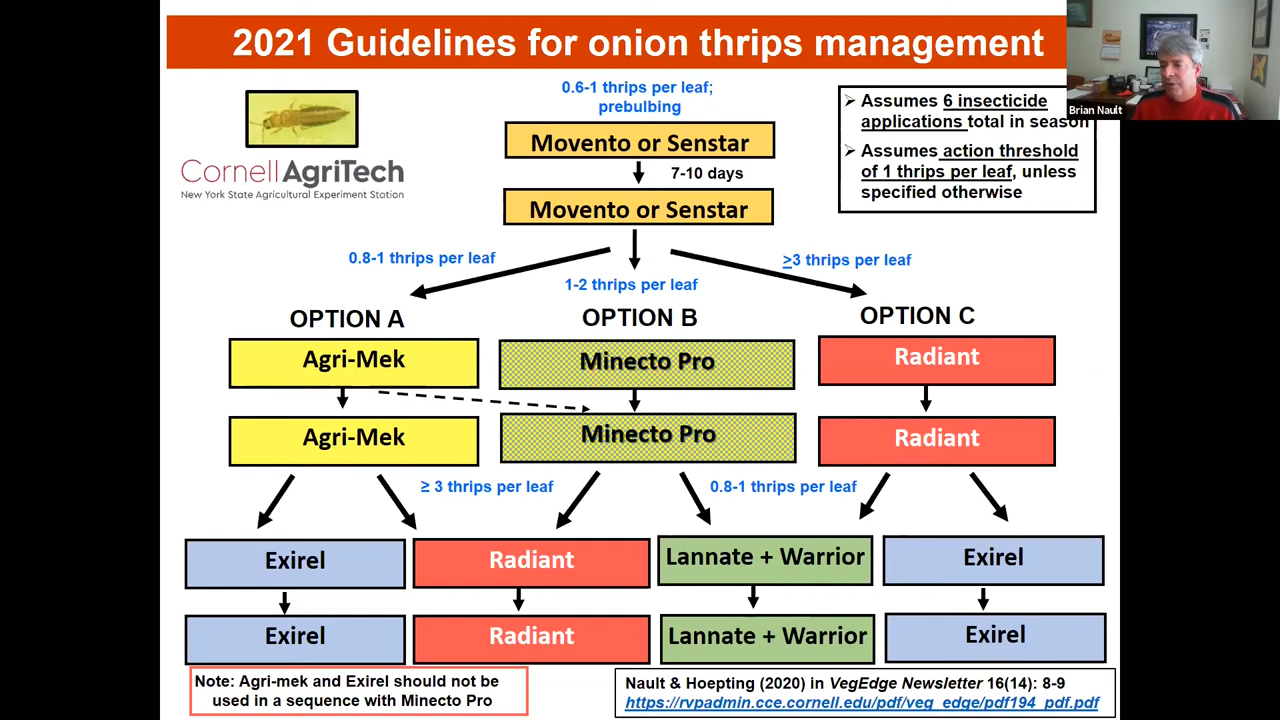 2021 Guidelines for onion thrips management
Brian Nault
Cornell AgriTech
New York State Agricultural Experiment Station
0.6-1 thrips per leaf;
prebulbing
Movento or Senstar
7-10 days
Movento or Senstar
➢ Assumes 6 insecticide
applications total in season
➢ Assumes action threshold
of 1 thrips per leaf, unless
specified otherwise
0.8-1 thrips per leaf
1-2 thrips per leaf
≥3 thrips per leaf
OPTION A
OPTION B
OPTION C
Agri-Mek
Minecto Pro
Radiant
Agri-Mek
Minecto Pro
Radiant
≥ 3 thrips per leaf
0.8-1 thrips per leaf
Exirel
Radiant
Lannate + Warrior
Exirel
Exirel
Radiant
Lannate + Warrior
Exirel
Note: Agri-mek and Exirel should not be
used in a sequence with Minecto Pro
Nault & Hoepting (2020) in VegEdge Newsletter 16(14): 8-9
https://rvpadmin.cce.cornell.edu/pdf/veg_edge/pdf194_pdf.pdf